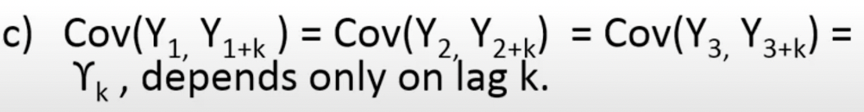 c) Cov(Y₁, Y₁₊ₖ ) = Cov(Y₂, Y₂₊ₖ) = Cov(Y₃, Y₃₊ₖ) =
ϒₖ , depends only on lag k.